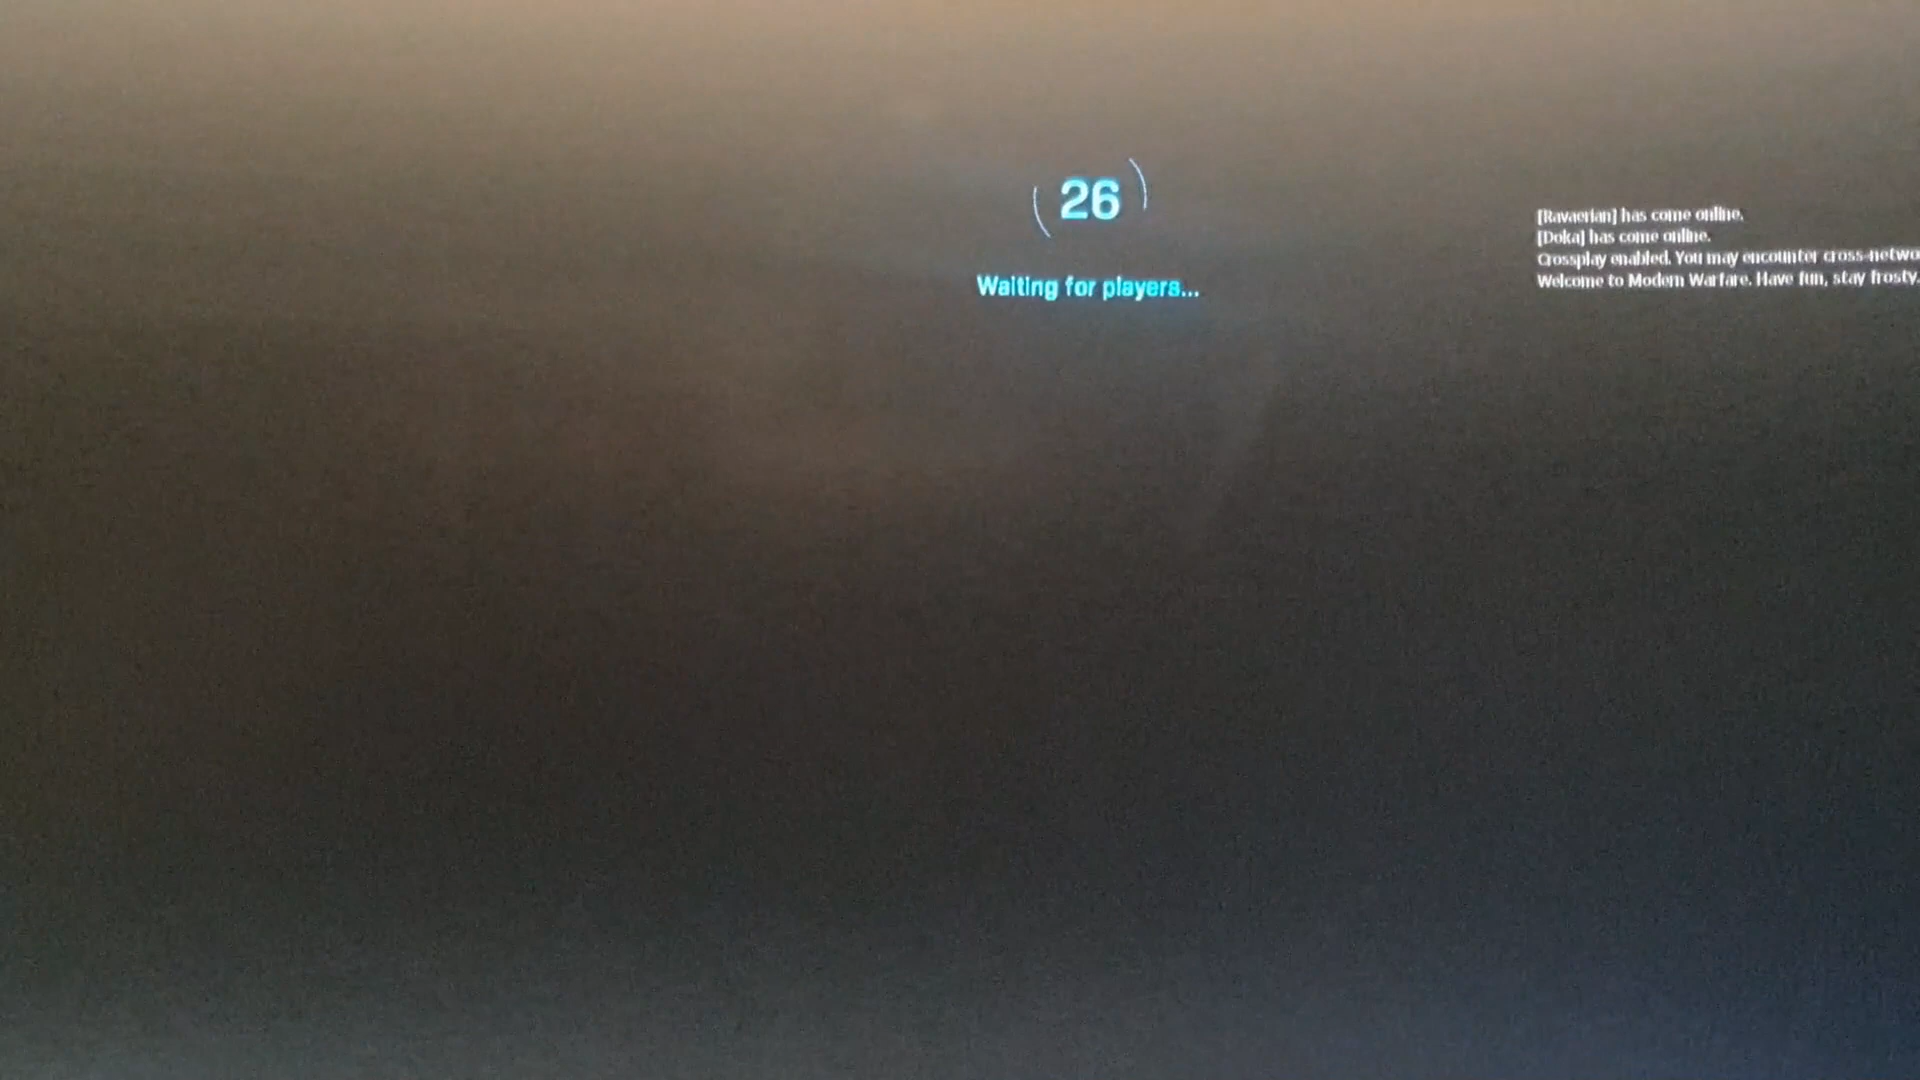 26
Waiting for players...
[Ravaerian] has come online.
[Doka] has come online.
Crossplay enabled. You may encounter cross-netwo
Welcome to Modern Warfare. Have fun, stay frosty.